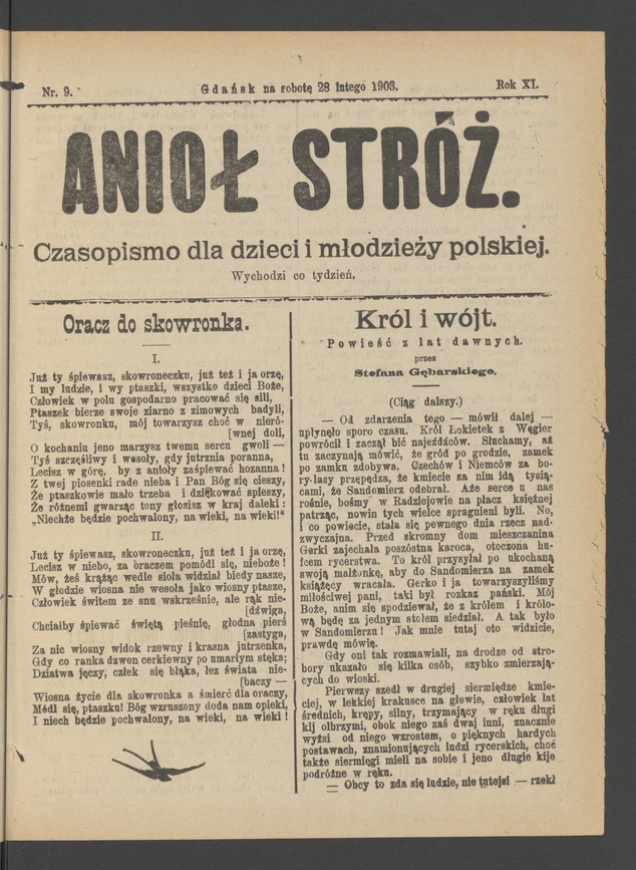 Nr. 9.
Gdańsk na sobotę 28 lutego 1903.
Rok XI.
ANIOŁ STRÓŻ.
Czasopismo dla dzieci i młodzieży polskiej.
Wychodzi co tydzień.
Oracz do skowronka.
I.
Już ty śpiewasz, skowroneczku, już też i ja orzę,
I my ludzie, i wy ptaszki, wszystko dzieci Boże,
Człowiek w polu gospodarno pracować się sili,
Ptaszek bierze swoje ziarno z zimowych badyli,
Tyś, skowronku, mój towarzysz choć w nieró-
[wnej doli,
O kochaniu jeno marzysz twemu sercu gwoli —
Tyś szczęśliwy i wesoły, gdy jutrznia poranna,
Lecisz w górę, by z anioły zaśpiewać hozanna!
Z twej piosenki rade nieba i Pan Bóg się cieszy,
Że ptaszkowie mało trzeba i dziękować spieszy,
Że różnemi gwarząc tony głosisz w kraj daleki:
„Niechże będzie pochwalony, na wieki, na wieki!“
II.
Już ty śpiewasz, skowroneczku, już też i ja orzę,
Lecisz w niebo, za oraczem pomódl się, nieboże!
Mów, żeś krążąc wedle sioła widział biedy nasze,
W głodzie wiosna nie wesoła jako wiosny ptasze,
Człowiek świtem ze snu wskrześnie, ale rąk nie-
[dźwiga,
Chciałby śpiewać świętą pieśnię, głodna pierś
[zastyga,
Za nic wiosny widok rzewny i krasna jutrzenka,
Gdy co ranka dzwon cerkiewny po umarłym stęka;
Dziatwa jęczy, człek się błąka, łez świata nie-
[baczy —
Wiosna życie dla skowronka a śmierć dla oraczy,
Módl się, ptaszku! Bóg wzruszony doda nam opieki,
I niech będzie pochwalony, na wieki, na wieki!
Król i wójt.
Powieść z lat dawnych.
przez
Stefana Gębarskiego.
(Ciąg dalszy.)
— Od zdarzenia tego — mówił dalej —
upłynęło sporo czasu. Król Łokietek z Węgier
powrócił i zaczął bić najeźdźców. Słuchamy, aż
tu zaczynają mówić, że gród po grodzie, zamek
po zamku zdobywa. Czechów i Niemców za bo-
ry-lasy przepędza, że kmiecie za nim idą tysią-
cami, że Sandomierz odebrał. Aże serce u nas
rośnie, bośmy w Radziejowie na płacz księżnej
patrząc, nowin tych wielce spragnieni byli. No,
i co powiecie, stała się pewnego dnia rzecz nad-
zwyczajna. Przed skromny dom mieszczanina
Gerki zajechała poszóstna karoca, otoczona hu-
fcem rycerstwa. To król przysyłał po ukochaną
swoją małżonkę, aby do Sandomierza na zamek
książęcy wracała. Gerko i ja towarzyszyliśmy
miłościwej pani, taki był rozkaz pański. Mój
Boże, anim się spodziewał, że z królem i królo-
wą będę za jednym stołem siedział. A tak było
w Sandomierzu! Jak mnie tutaj oto widzicie,
prawdę mówię.
Gdy oni tak rozmawiali, na drodze od stro-
bory ukazało się kilka osób, szybko zmierzają-
cych do wioski.
Pierwszy szedł w drugiej siermiędze kmie-
ciej, w lekkiej krakusce na głowie, człowiek lat
średnich, krępy, silny, trzymający w ręku długi
kij olbrzymi, obok niego zaś dwaj inni, znacznie
wyżsi od niego wzrostem, o pięknych hardych
postawach, znamionujących ludzi rycerskich, choć
także siermięgi mieli na sobie i jeno długie kije
podróżne w ręku.
— Obcy to zda się ludzie, nie tutejsi — rzekł